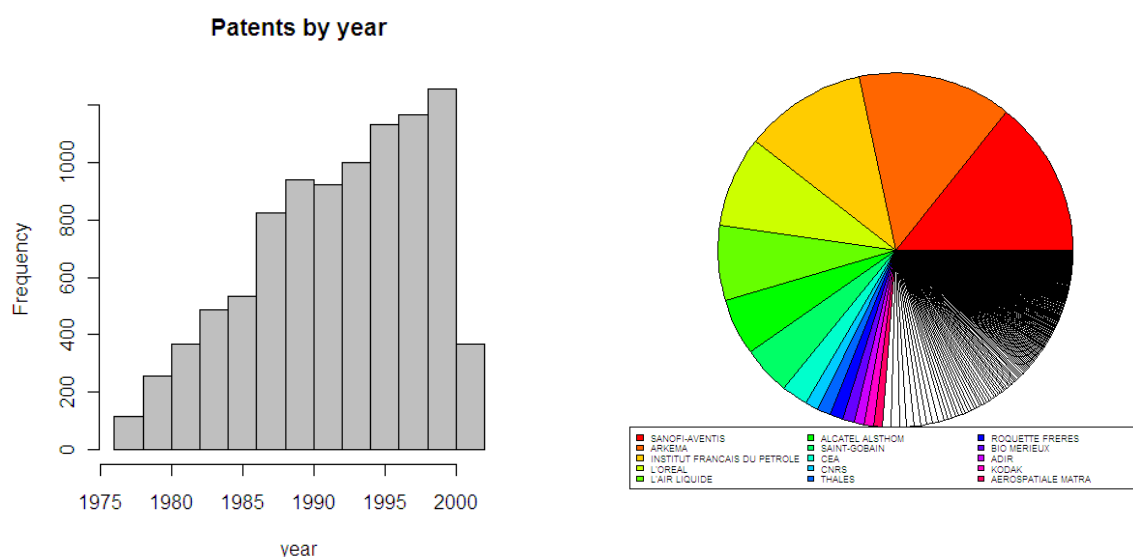 Patents by year
Frequency
0 200 400 600 800 1000
1975 1980 1985 1990 1995 2000
year
SANOFI-AVENTIS
ARKEMA
INSTITUT FRANCAIS DU PETROLE
L'OREAL
L'AIR LIQUIDE
ALCATEL ALSTHOM
SAINT-GOBAIN
CEA
CNRS
THALES
ROQUETTE FRERES
BIO MERIEUX
ADIR
KODAK
AEROSPATIALE MATRA